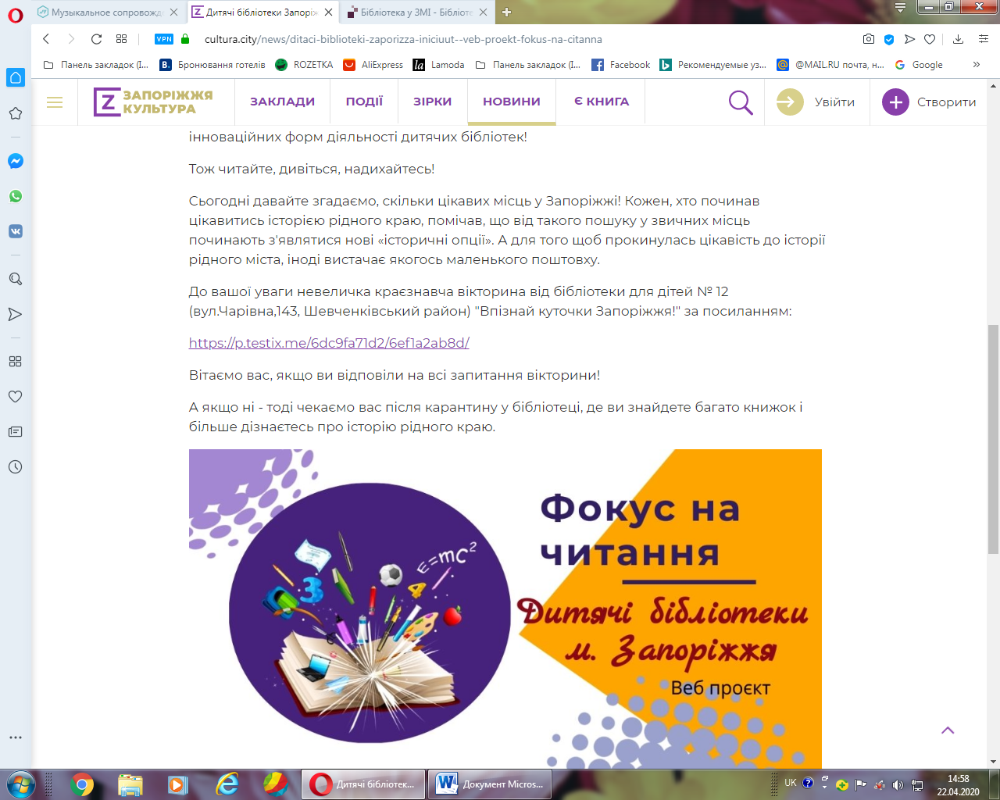 Музыкальное сопровожд
Дитячі бібліотеки Запорі
Бібліотека у ЗМІ - Бібліоте
VPN
cultura.city/news/ditaci-biblioteki-zaporizza-iniciuut--veb-proekt-fokus-na-citanna
Панель закладок (І...
Бронювання готелів
ROZETKA
AliExpress
la Lamoda
Панель закладок (І...
Facebook
Рекомендуемые уз...
@MAIL.RU почта, н...
Google
ЗАПОРІЖЖЯ
КУЛЬТУРА
ЗАКЛАДИ
ПОДІЇ
ЗІРКИ
НОВИНИ
Є КНИГА
Увійти
Створити
інноваційних форм діяльності дитячих бібліотек!
Тож читайте, дивіться, надихайтесь!
Сьогодні давайте згадаємо, скільки цікавих місць у Запоріжжі! Кожен, хто починав
цікавитись історією рідного краю, помічав, що від такого пошуку у звичних місць
починають з'являтися нові «історичні опції». А для того щоб прокинулась цікавість до історії
рідного міста, іноді вистачає якогось маленького поштовху.
До вашої уваги невеличка краєзнавча вікторина від бібліотеки для дітей № 12
(вул.Чарівна,143, Шевченківський район) "Впізнай куточки Запоріжжя!" за посиланням:
https://p.testix.me/6dc9fa71d2/6ef1a2ab8d/
Вітаємо вас, якщо ви відповіли на всі запитання вікторини!
А якщо ні - тоді чекаємо вас після карантину у бібліотеці, де ви знайдете багато книжок і
більше дізнаєтесь про історію рідного краю.
E=mc²
3
4
Фокус на
читання
Дитячі бібліотеки
м. Запоріжжя
Веб проєкт
Дитячі бібліотек...
Документ Micros...
UK
14:58
22.04.2020